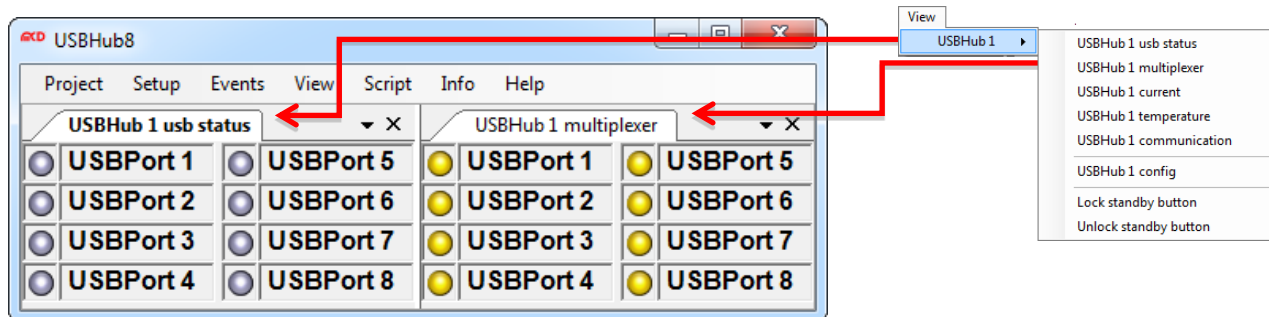 GKD USBHub8
Project Setup Events View Script Info Help
USBHub 1 usb status
USBPort 1 USBPort 5
USBPort 2 USBPort 6
USBPort 3 USBPort 7
USBPort 4 USBPort 8
USBHub 1 multiplexer
USBPort 1 USBPort 5
USBPort 2 USBPort 6
USBPort 3 USBPort 7
USBPort 4 USBPort 8
View
USBHub 1
USBHub 1 usb status
USBHub 1 multiplexer
USBHub 1 current
USBHub 1 temperature
USBHub 1 communication
USBHub 1 config
Lock standby button
Unlock standby button